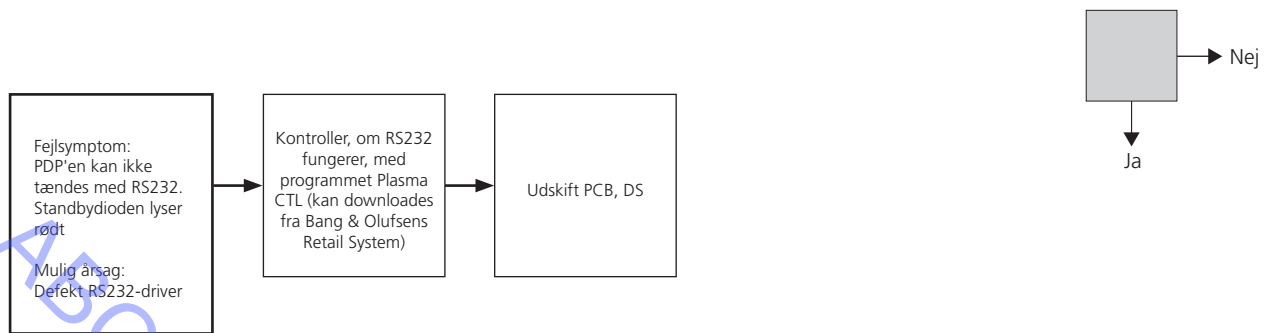 Nej
Ja
Fejlsymptom:
PDP'en kan ikke
tændes med RS232.
Standbydioden lyser
rødt
Mulig årsag:
Defekt RS232-driver
Kontroller, om RS232
fungerer, med
programmet Plasma
CTL (kan downloades
fra Bang & Olufsens
Retail System)
Udskift PCB, DS
ABC